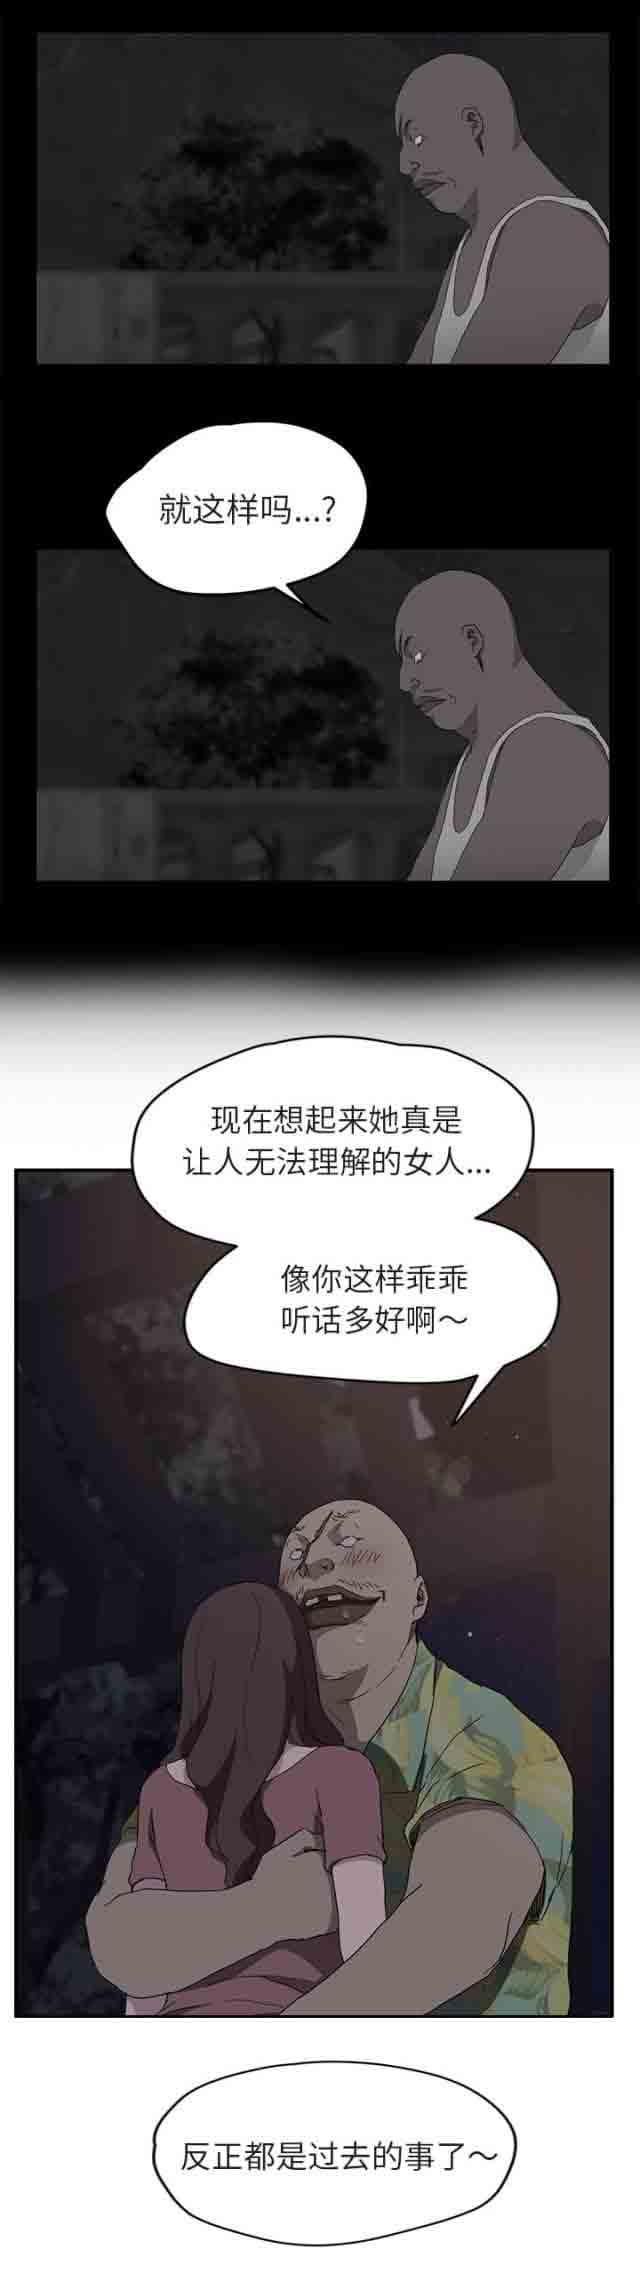 就这样吗...?
现在想起来她真是
让人无法理解的女人...
像你这样乖乖
听话多好啊～
反正都是过去的事了～